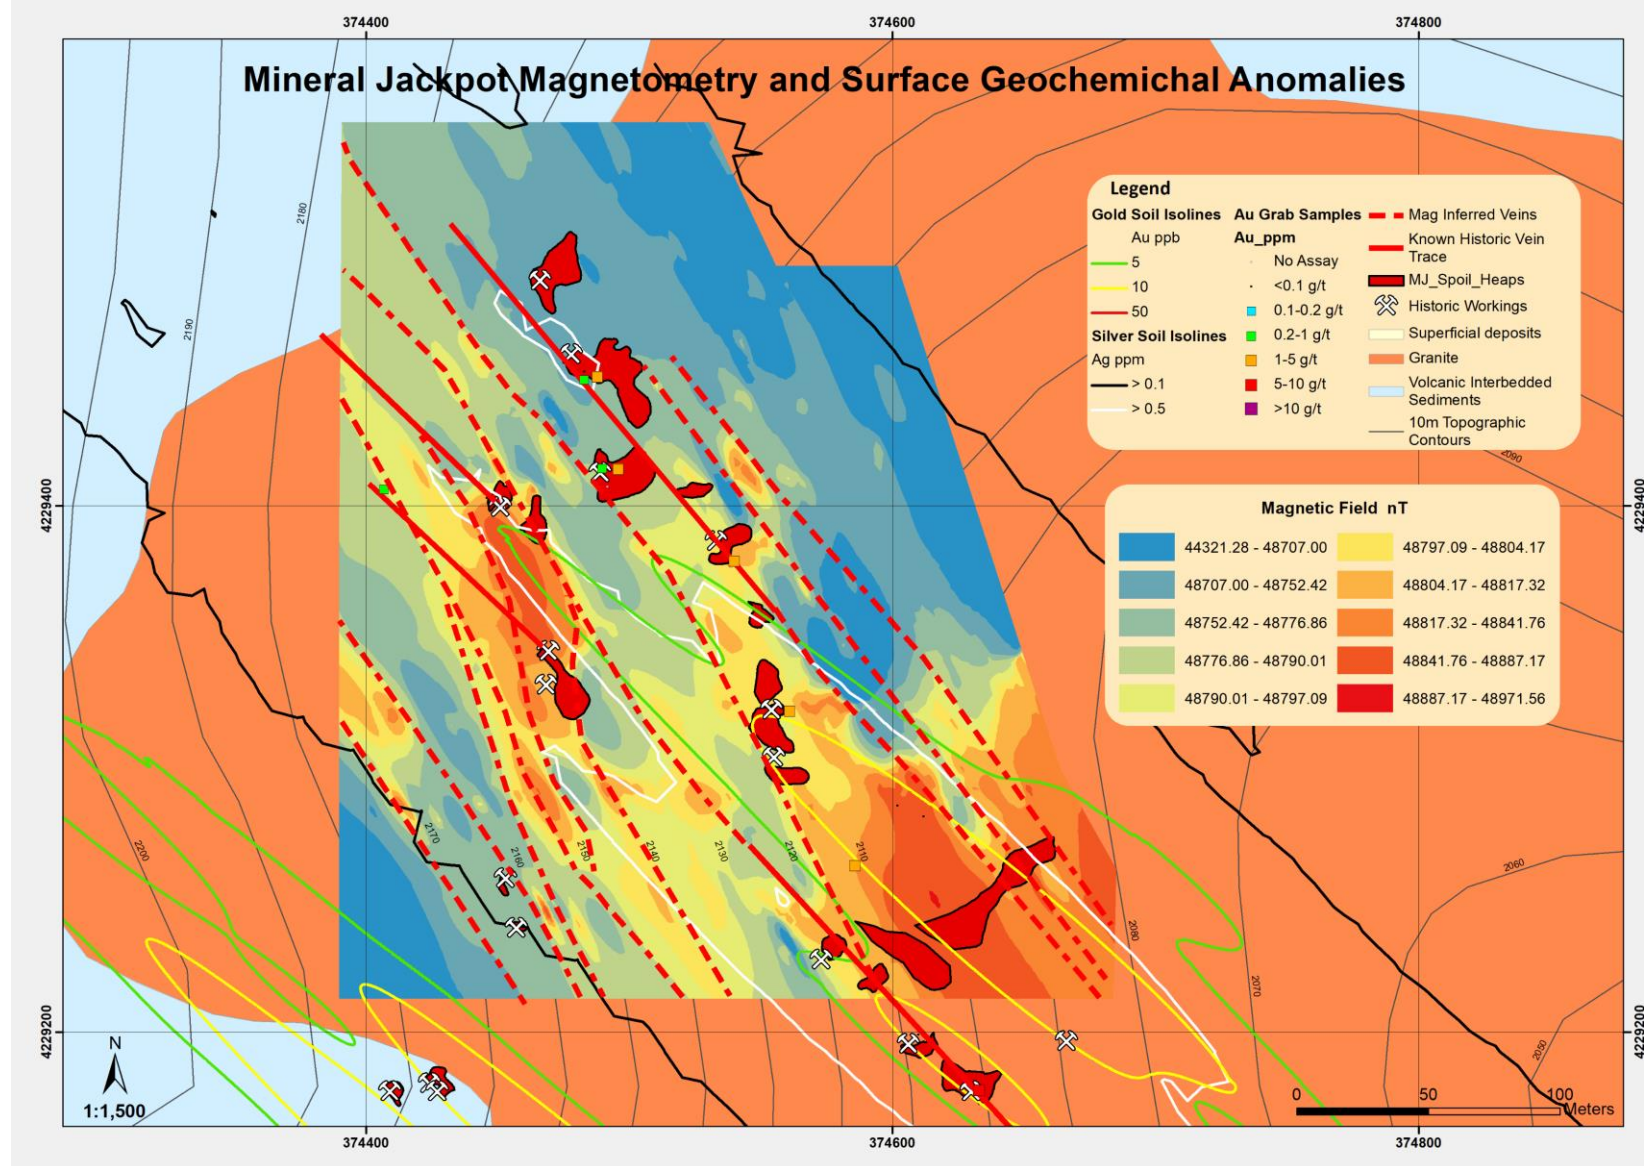 374400
374600
374800
Mineral Jackpot Magnetometry and Surface Geochemichal Anomalies
Legend
Gold Soil Isolines
Au ppb
5
10
50
Silver Soil Isolines
Ag ppm
> 0.1
> 0.5
Au Grab Samples
Au_ppm
No Assay
<0.1 g/t
0.1-0.2 g/t
0.2-1 g/t
1-5 g/t
5-10 g/t
>10 g/t
Mag Inferred Veins
Known Historic Vein
Trace
MJ_Spoil_Heaps
Historic Workings
Superficial deposits
Granite
Volcanic Interbedded
Sediments
10m Topographic
Contours
2180
2190
2090
4229400
4229400
Magnetic Field nT
44321.28 - 48707.00
48707.00 - 48752.42
48752.42 - 48776.86
48776.86 - 48790.01
48790.01 - 48797.09
48797.09 - 48804.17
48804.17 - 48817.32
48817.32 - 48841.76
48841.76 - 48887.17
48887.17 - 48971.56
2200
2170
2160
2150
2140
2130
2120
2110
2060
2080
2070
2050
4229200
4229200
N
1:1,500
0
50
100
Meters
374400
374600
374800